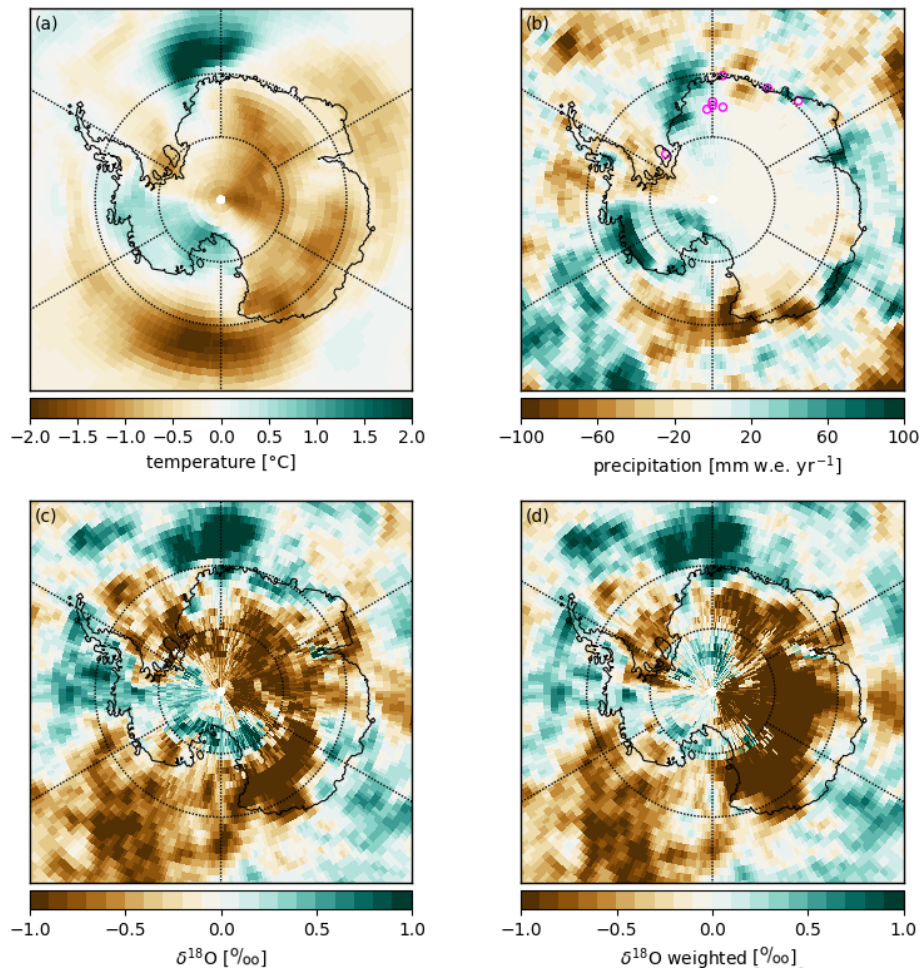 (a)
(b)
−2.0 −1.5 −1.0 −0.5 0.0 0.5 1.0 1.5 2.0
temperature [°C]
−100 −60 −20 20 60 100
precipitation [mm w.e. yr⁻¹]
(c)
(d)
−1.0 −0.5 0.0 0.5 1.0
δ¹⁸O [‰]
−1.0 −0.5 0.0 0.5 1.0
δ¹⁸O weighted [‰]